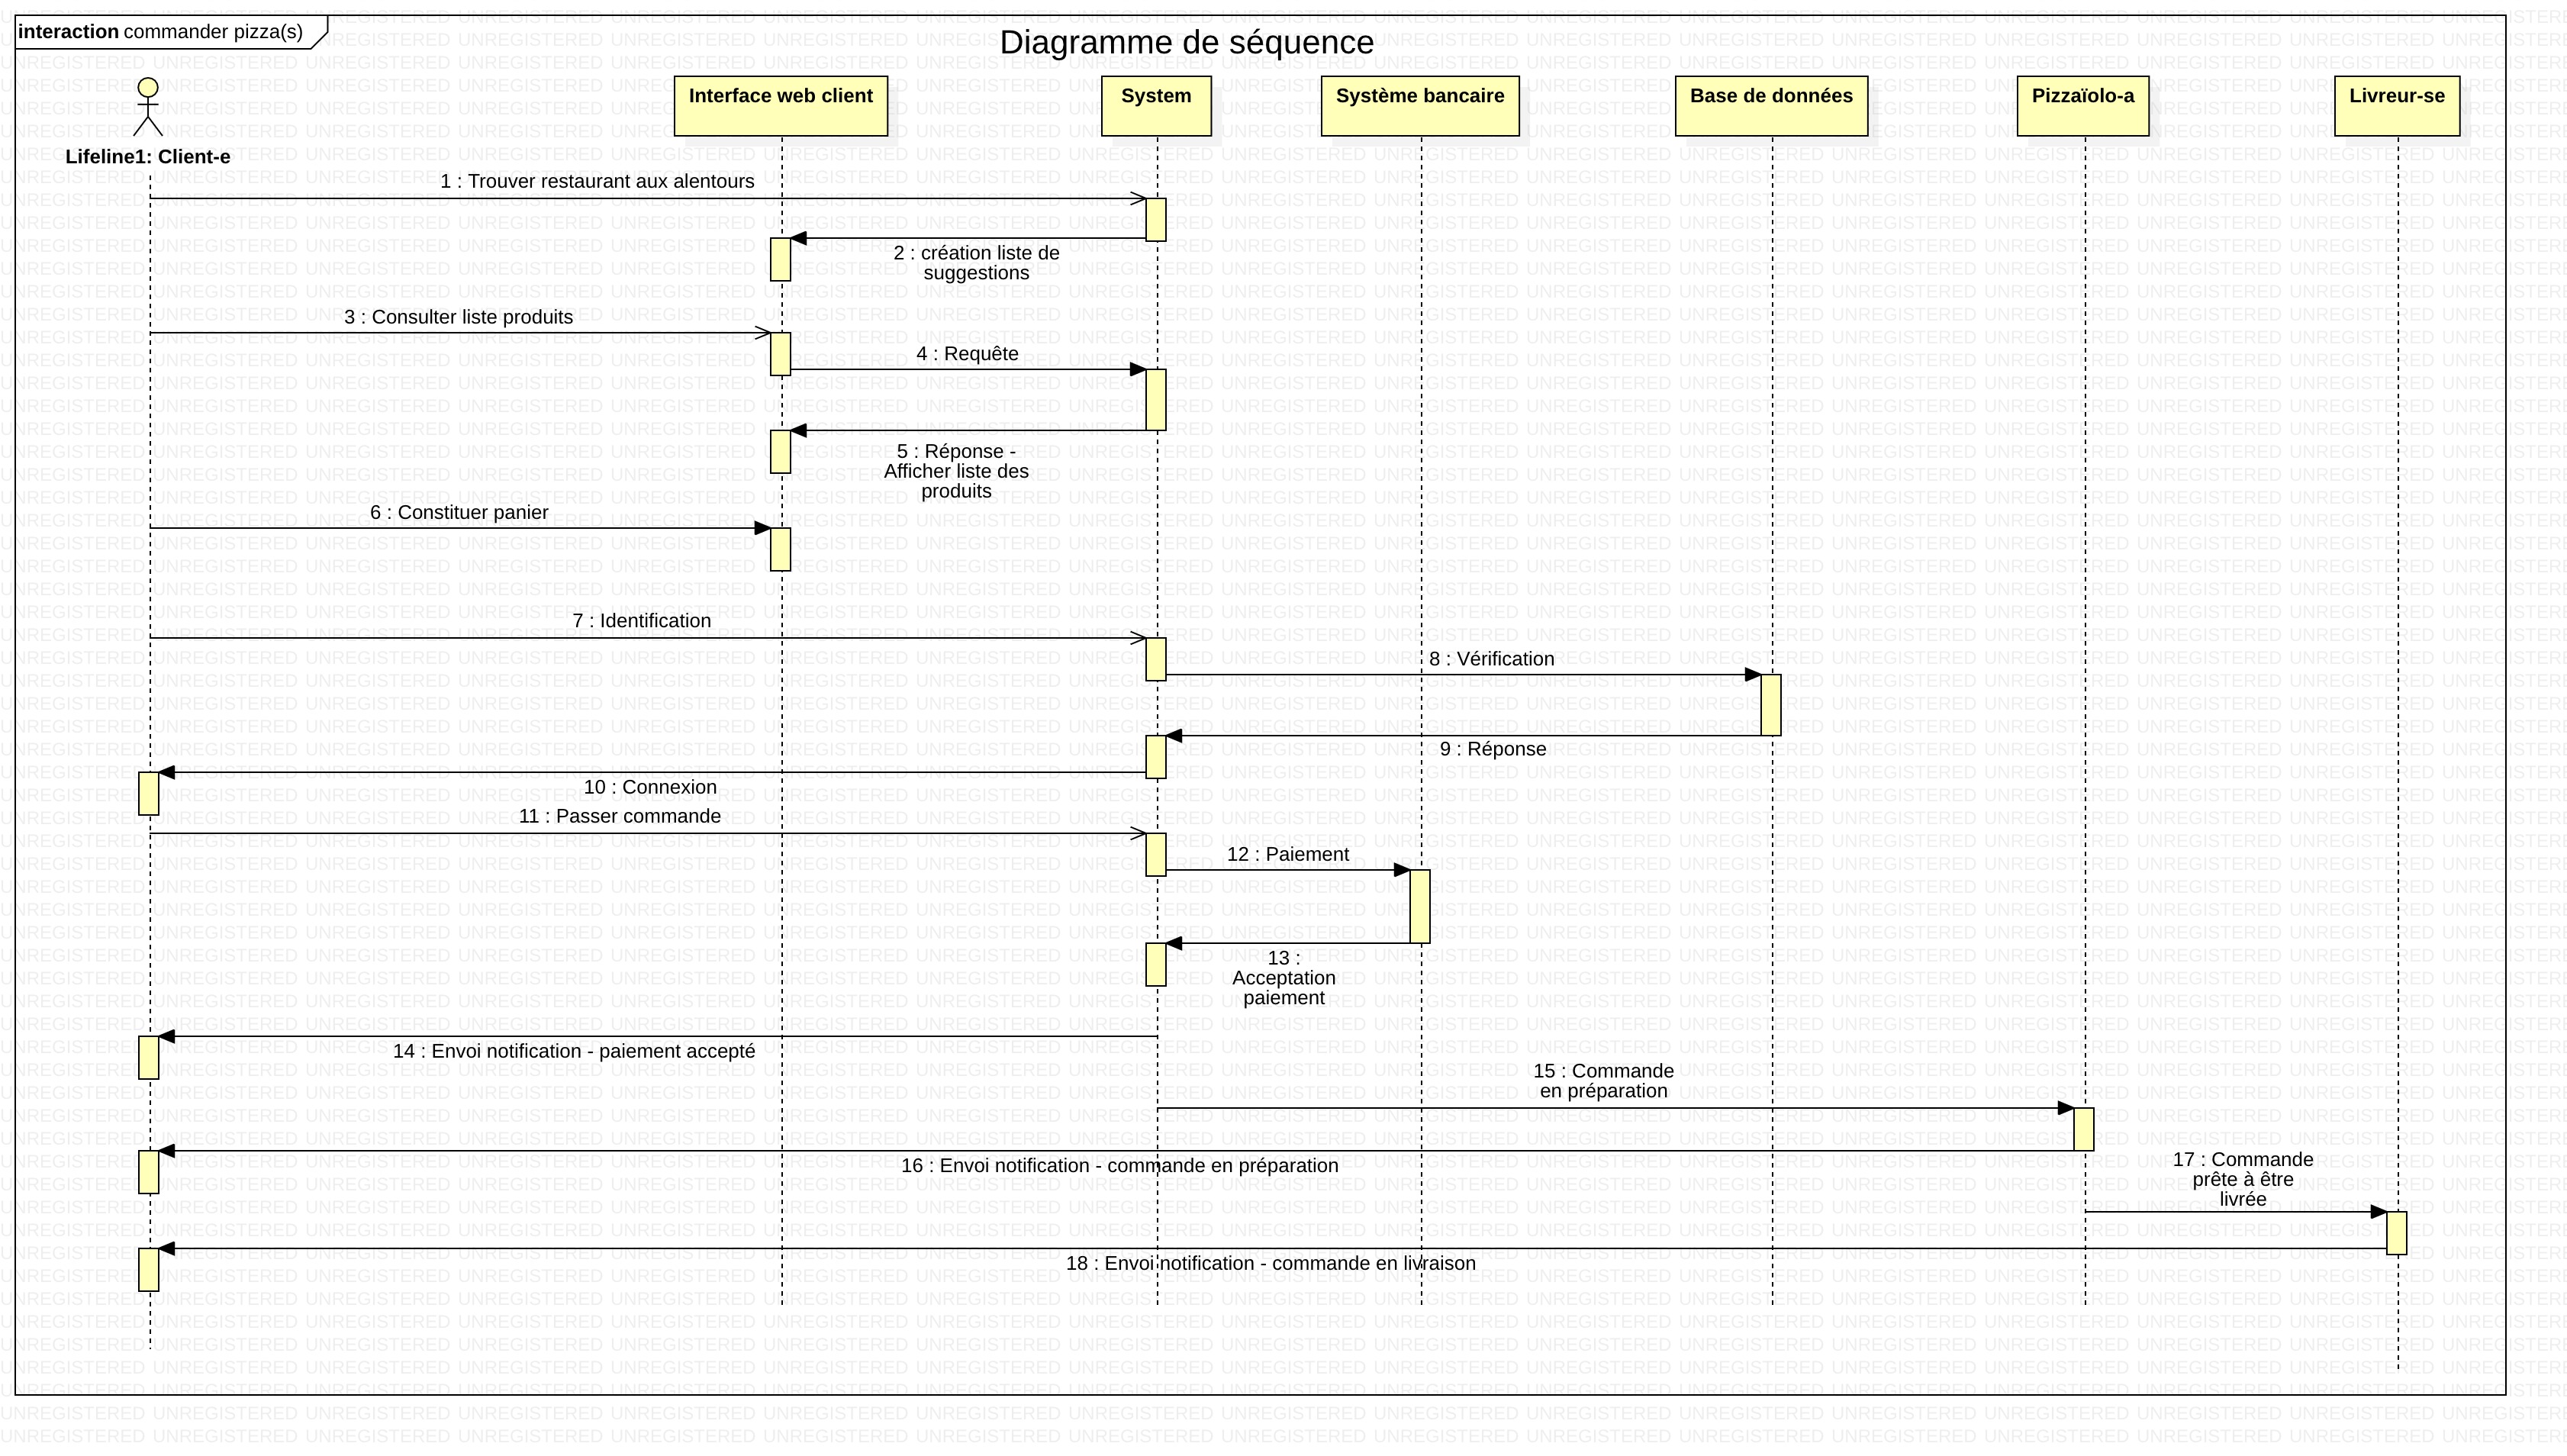 interaction commander pizza(s)
Diagramme de séquence
Interface web client
System
Système bancaire
Base de données
Pizzaïolo-a
Livreur-se
Lifeline1: Client-e
1 : Trouver restaurant aux alentours
2 : création liste de
suggestions
3 : Consulter liste produits
4 : Requête
5 : Réponse -
Afficher liste des
produits
6 : Constituer panier
7 : Identification
8 : Vérification
9 : Réponse
10 : Connexion
11 : Passer commande
12 : Paiement
13 :
Acceptation
paiement
14 : Envoi notification - paiement accepté
15 : Commande
en préparation
16 : Envoi notification - commande en préparation
17 : Commande
prête à être
livrée
18 : Envoi notification - commande en livraison
UNREGISTERED